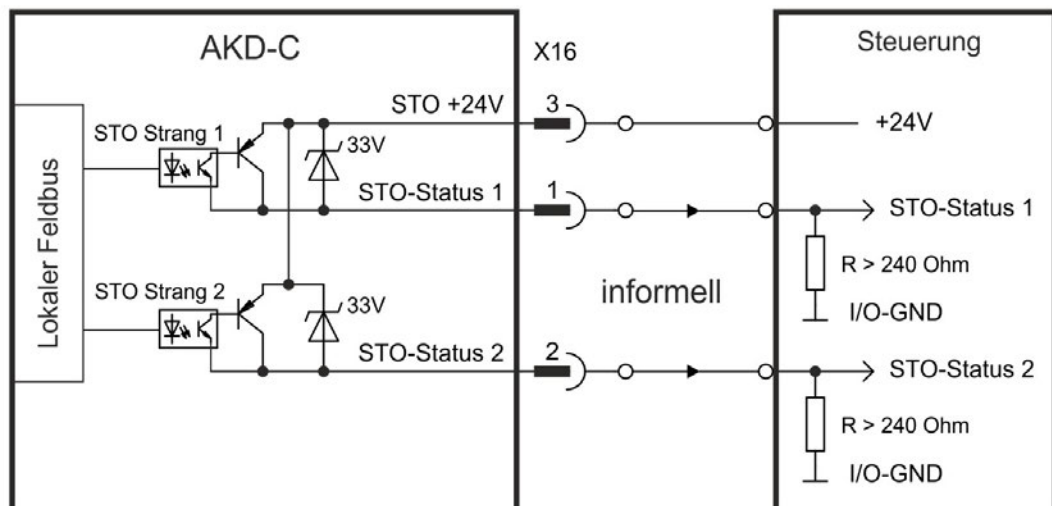 AKD-C
X16
Steuerung
Lokaler Feldbus
STO +24V
3
+24V
STO Strang 1
33V
STO-Status 1
1
STO-Status 1
R > 240 Ohm
I/O-GND
informell
STO Strang 2
33V
STO-Status 2
2
STO-Status 2
R > 240 Ohm
I/O-GND